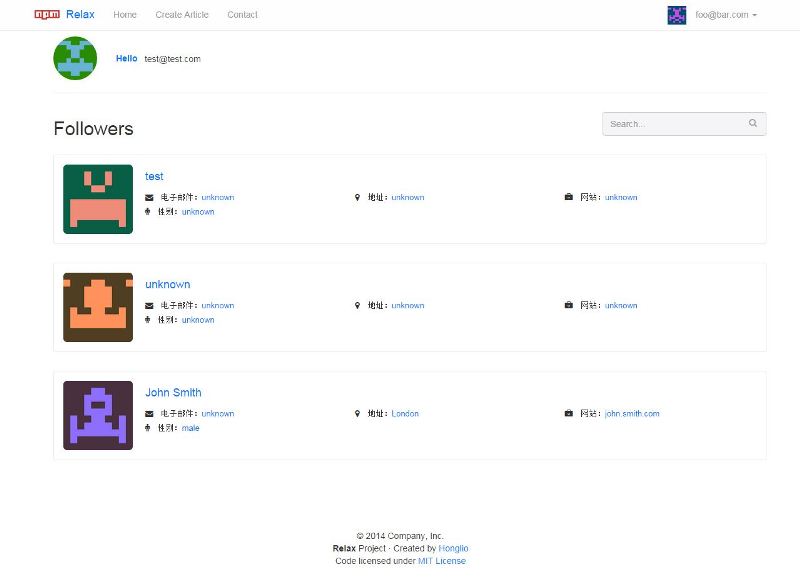 npm Relax Home Create Article Contact foo@bar.com
Hello test@test.com
Followers
Search...
test
电子邮件：unknown 地址：unknown 网站：unknown
性别：unknown
unknown
电子邮件：unknown 地址：unknown 网站：unknown
性别：unknown
John Smith
电子邮件：unknown 地址：London 网站：john.smith.com
性别：male
© 2014 Company, Inc.
Relax Project · Created by Honglio
Code licensed under MIT License